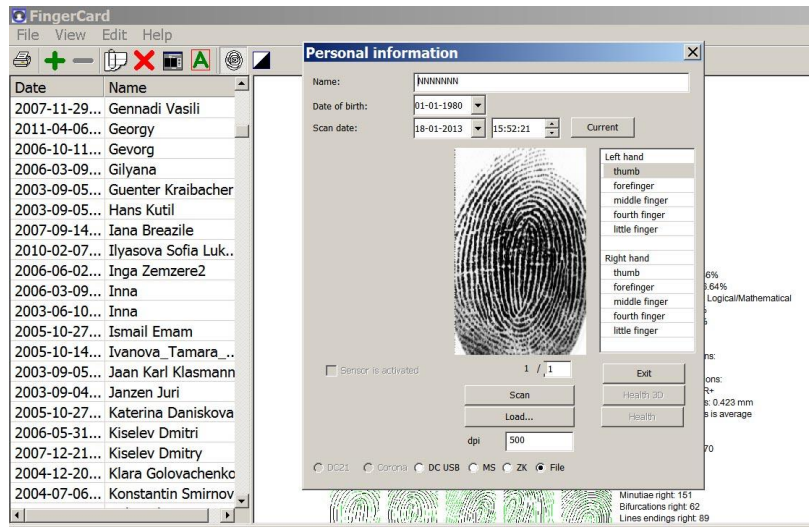 FingerCard
File View Edit Help
Date Name
2007-11-29... Gennadi Vasili
2011-04-06... Georgy
2006-10-11... Gevorg
2006-03-09... Gilyana
2003-09-05... Guenter Kraibacher
2003-09-05... Hans Kutil
2007-09-14... Iana Breazile
2010-02-07... Ilyasova Sofia Luk..
2006-06-02... Inga Zemzere2
2006-03-09... Inna
2003-06-10... Inna
2005-10-27... Ismail Emam
2005-10-14... Ivanova_Tamara_..
2003-09-05... Jaan Karl Klasmann
2003-09-04... Janzen Juri
2005-10-27... Katerina Daniskova
2006-05-31... Kiselev Dmitri
2007-12-21... Kiselev Dmitry
2004-12-20... Klara Golovachenko
2004-07-06... Konstantin Smirnov
Personal information
Name: NNNNNNN
Date of birth: 01-01-1980
Scan date: 18-01-2013 15:52:21 Current
Left hand
thumb
forefinger
middle finger
fourth finger
little finger
Right hand
thumb
forefinger
middle finger
fourth finger
little finger
Sensor is activated 1 / 1 Exit
Scan Health 3D
Load... Health
dpi 500
DC21 Corona DC USB MS ZK File
6%
.64%
Logical/Mathematical
ns:
ons:
R+
s: 0.423 mm
s is average
70
Minutiae right: 151
Bifurcations right: 62
Lines endings right: 89